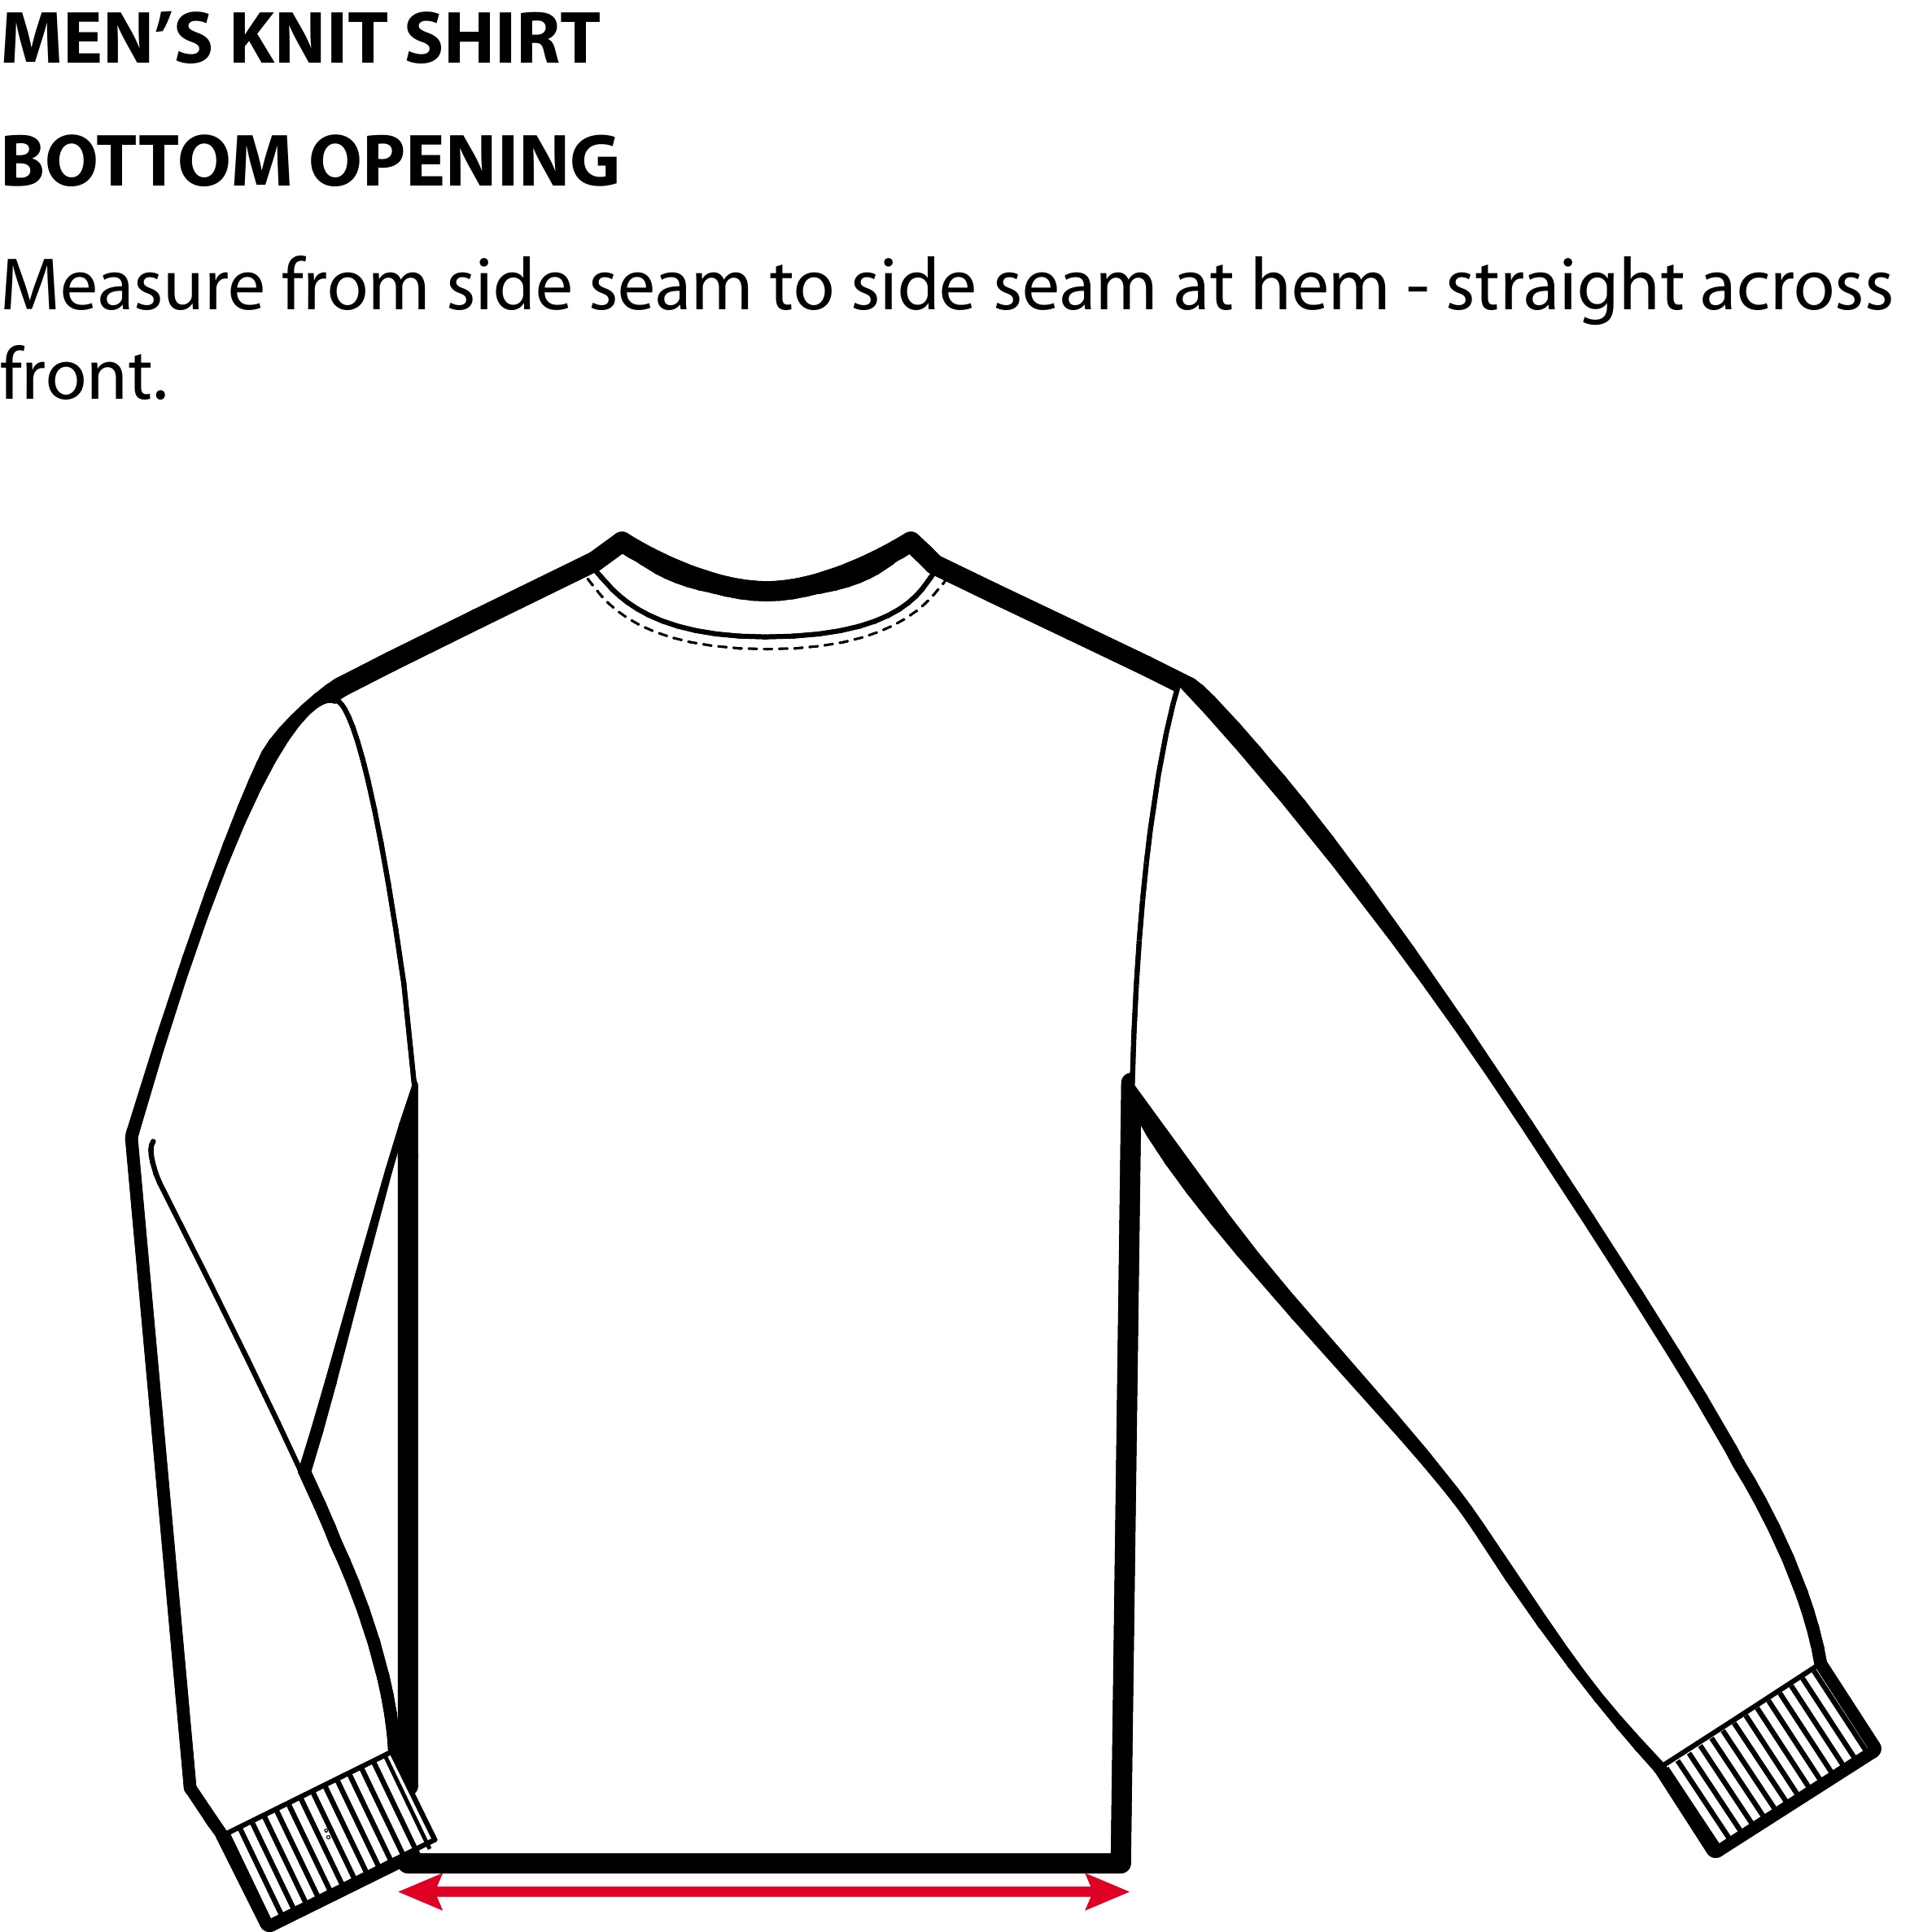 MEN‘S KNIT SHIRT
BOTTOM OPENING
Measure from side seam to side seam at hem - straight across
front.